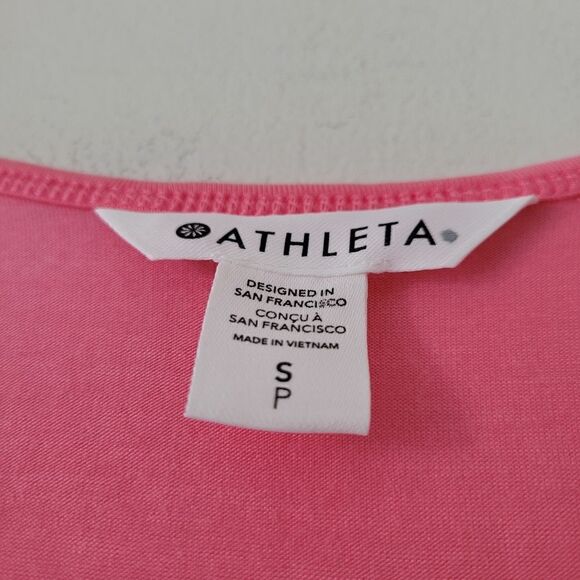 ATHLETA
DESIGNED IN
SAN FRANCISCO
CONÇU À
SAN FRANCISCO
MADE IN VIETNAM
S
P